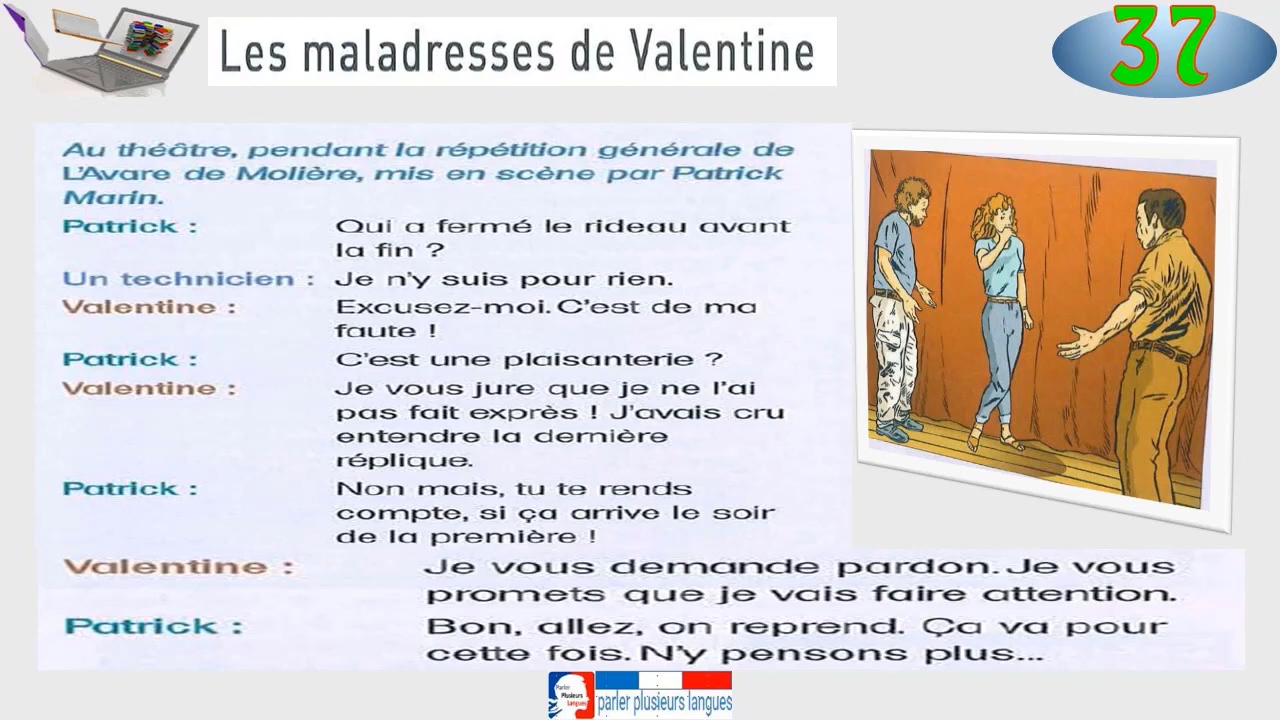 Les maladresses de Valentine
37
Au théâtre, pendant la répétition générale de
L'Avare de Molière, mis en scène par Patrick
Marin.
Patrick : Qui a fermé le rideau avant
la fin ?
Un technicien : Je n'y suis pour rien.
Valentine : Excusez-moi. C'est de ma
faute !
Patrick : C'est une plaisanterie ?
Valentine : Je vous jure que je ne l'ai
pas fait exprès ! J'avais cru
entendre la dernière
réplique.
Patrick : Non mais, tu te rends
compte, si ça arrive le soir
de la première !
Valentine : Je vous demande pardon. Je vous
promets que je vais faire attention.
Patrick : Bon, allez, on reprend. Ça va pour
cette fois. N'y pensons plus...
Parler
Plusieurs
langues
parler plusieurs langues